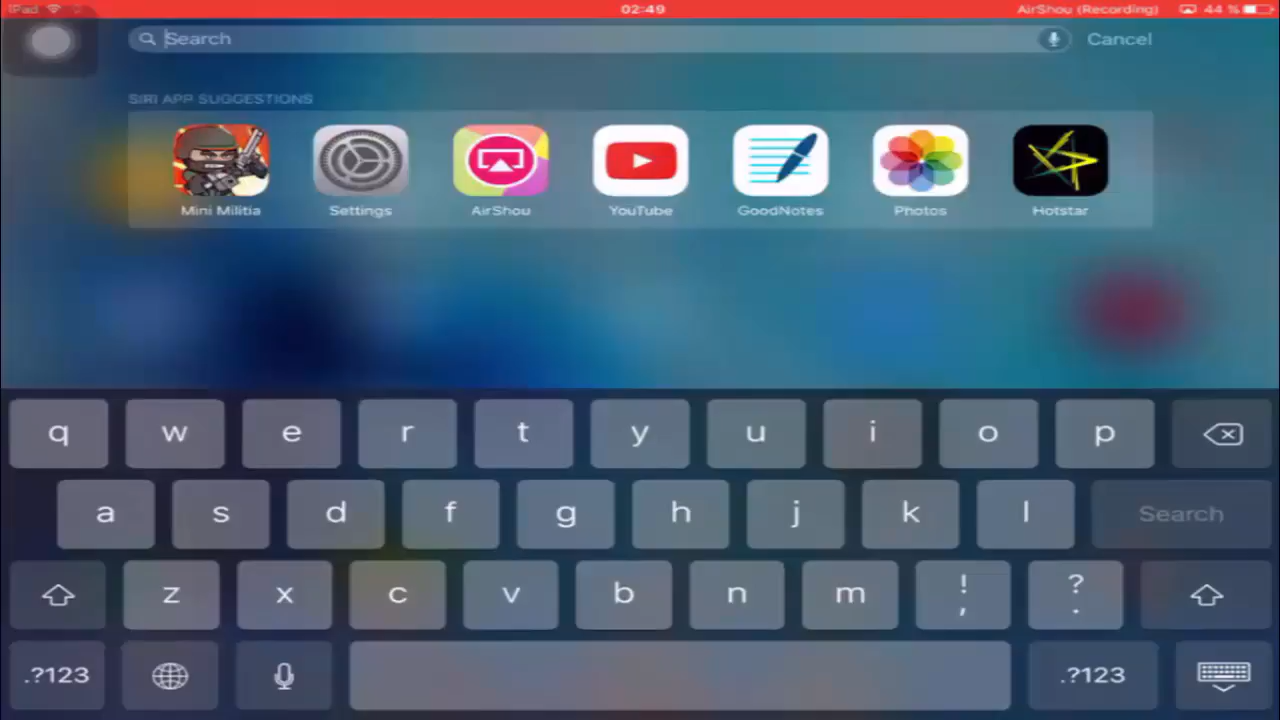 iPad 02:49 AirShou (Recording) 44 %
Search Cancel
SIRI APP SUGGESTIONS
Mini Militia Settings AirShou YouTube GoodNotes Photos Hotstar
q w e r t y u i o p
a s d f g h j k l Search
z x c v b n m ! , ? .
.?123 .?123